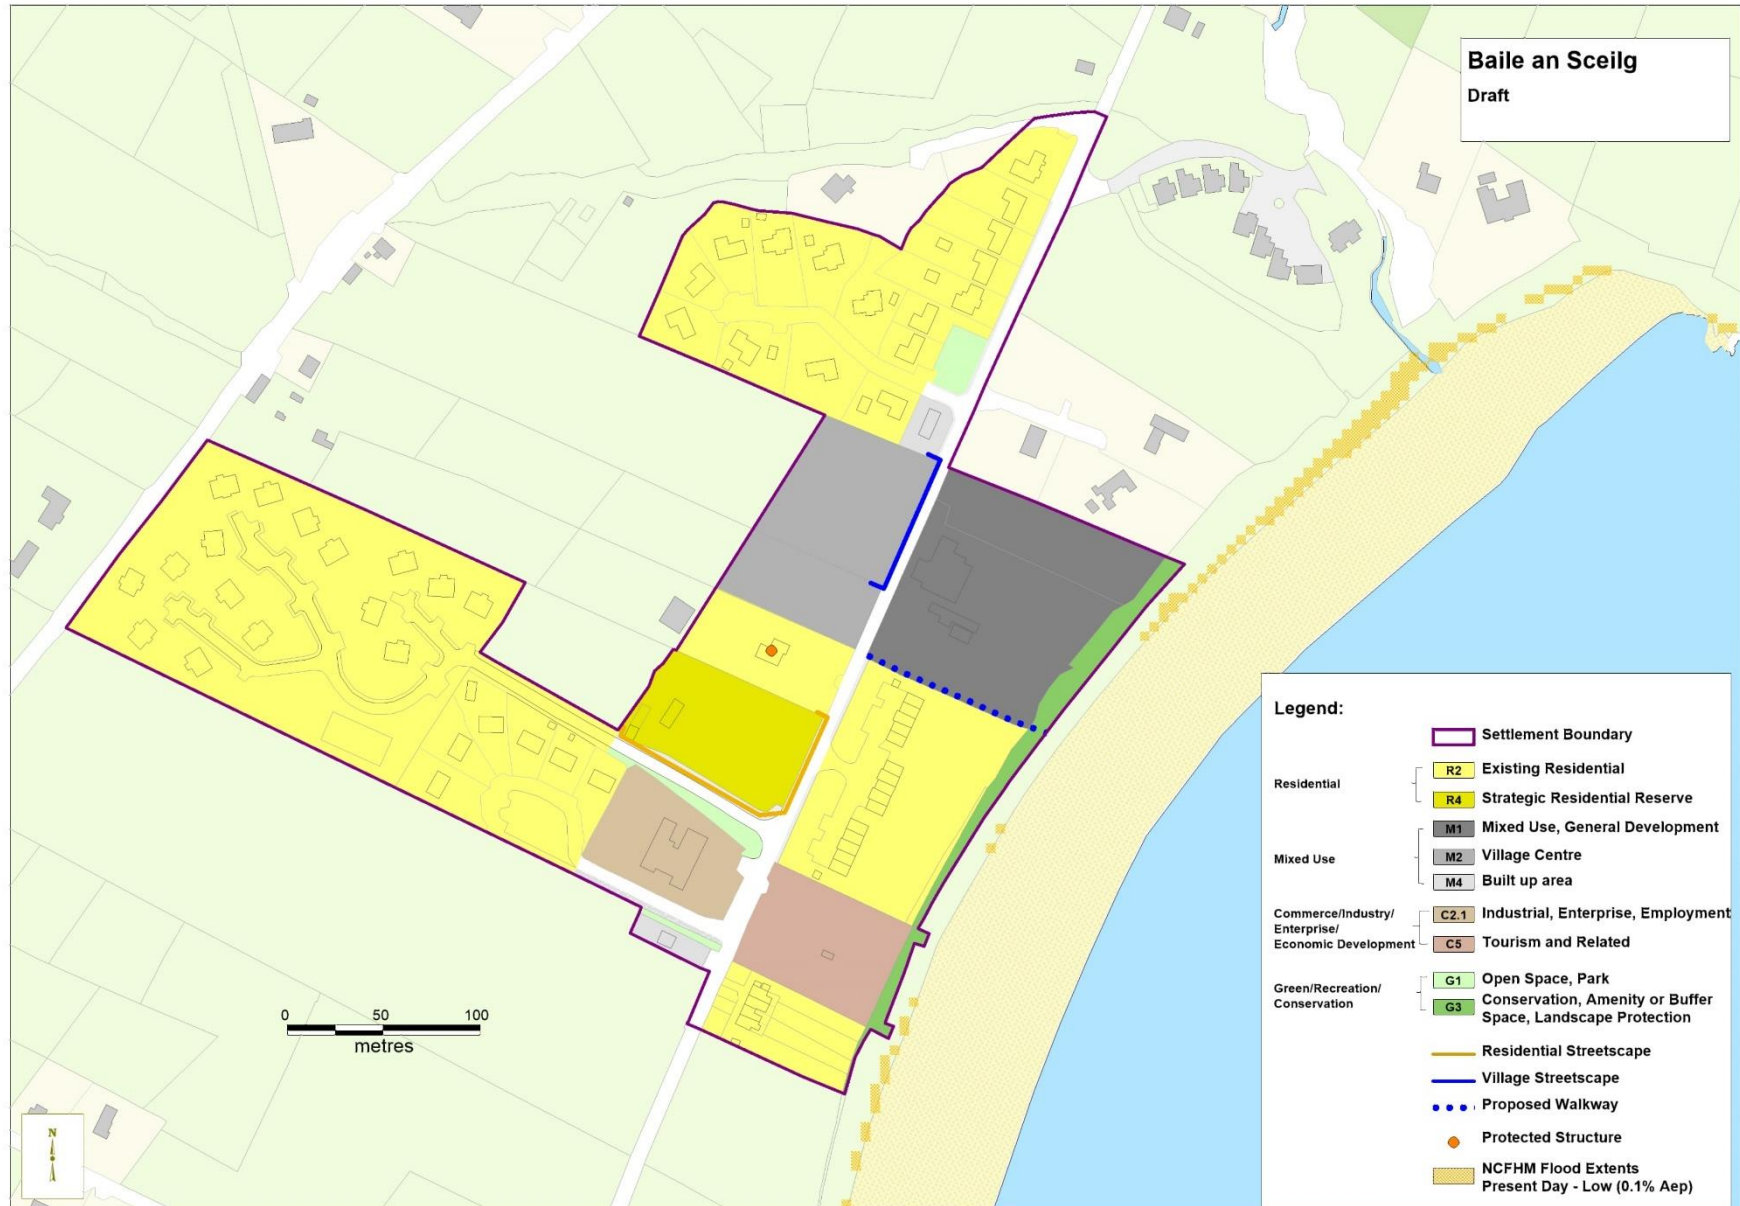 Baile an Sceilg
Draft
Legend:
Settlement Boundary
Residential
R2 Existing Residential
R4 Strategic Residential Reserve
Mixed Use
M1 Mixed Use, General Development
M2 Village Centre
M4 Built up area
Commerce/Industry/
Enterprise/
Economic Development
C2.1 Industrial, Enterprise, Employment
C5 Tourism and Related
Green/Recreation/
Conservation
G1 Open Space, Park
G3 Conservation, Amenity or Buffer
Space, Landscape Protection
Residential Streetscape
Village Streetscape
Proposed Walkway
Protected Structure
NCFHM Flood Extents
Present Day - Low (0.1% Aep)
0 50 100
metres
N